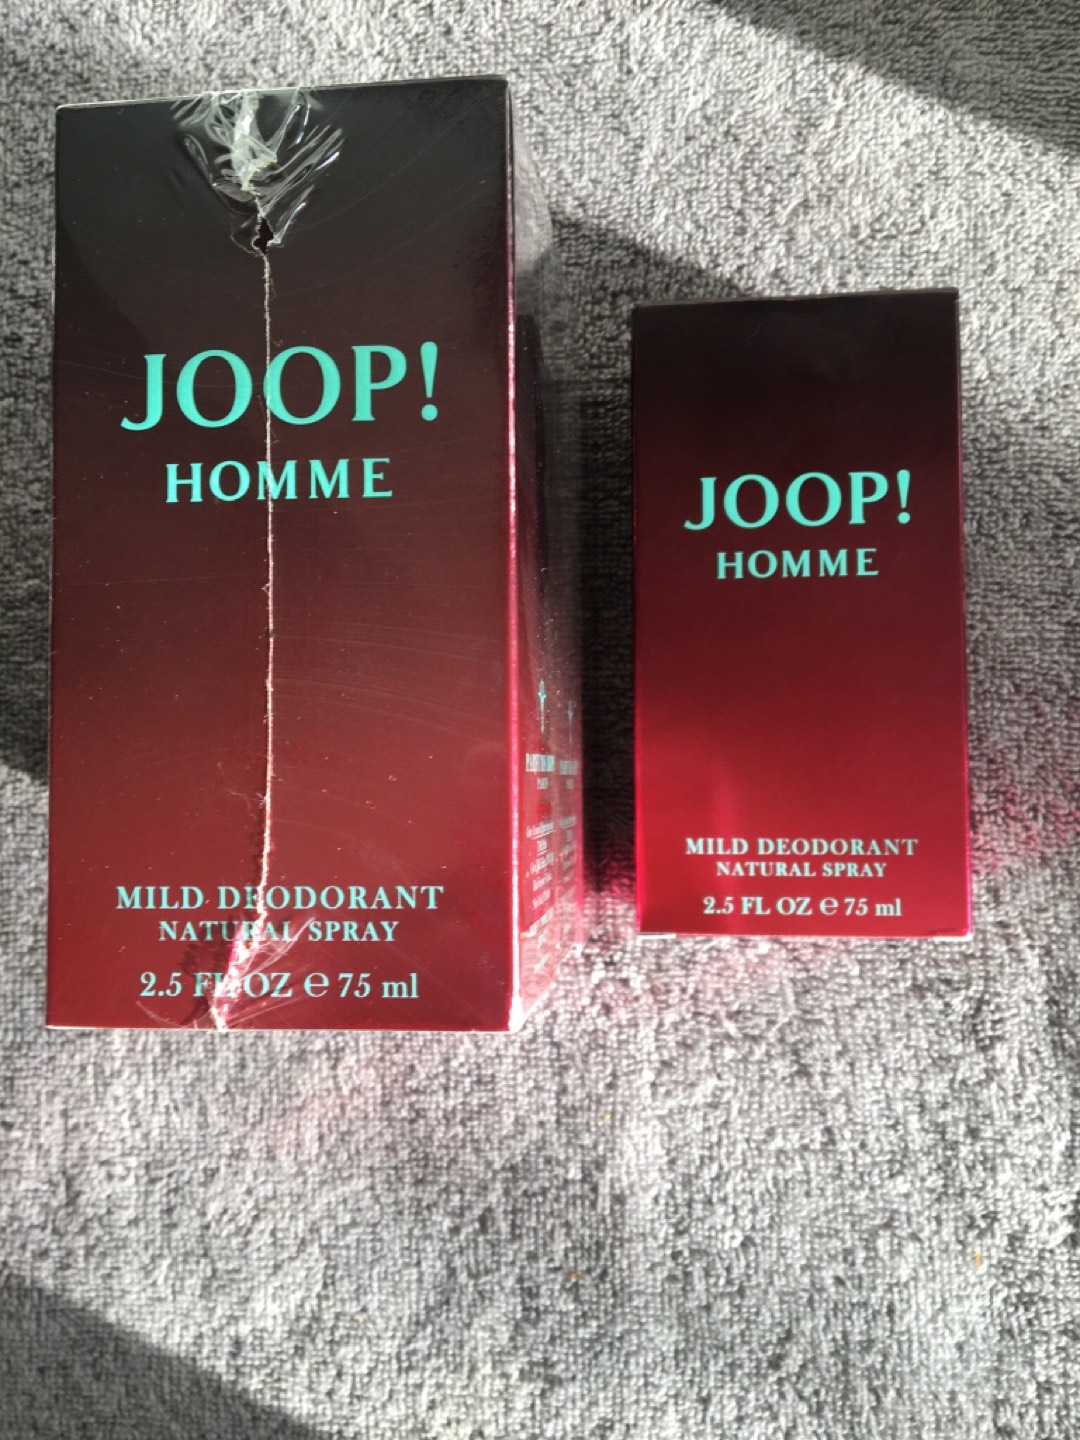 JOOP!
HOMME
MILD DEODORANT
NATURAL SPRAY
2.5 FL OZ ℮ 75 ml
JOOP!
HOMME
MILD DEODORANT
NATURAL SPRAY
2.5 FL OZ ℮ 75 ml